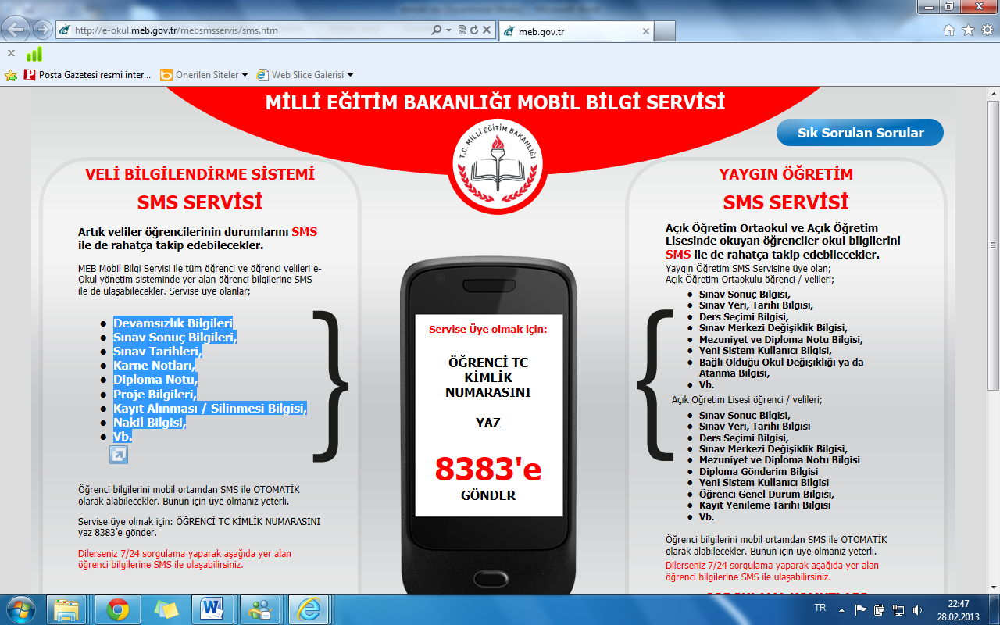 http://e-okul.meb.gov.tr/mebsmsservis/sms.htm
meb.gov.tr
Posta Gazetesi resmi inter...
Önerilen Siteler
Web Slice Galerisi
MİLLİ EĞİTİM BAKANLIĞI MOBİL BİLGİ SERVİSİ
T.C. MİLLİ EĞİTİM BAKANLIĞI
Sık Sorulan Sorular
VELİ BİLGİLENDİRME SİSTEMİ
SMS SERVİSİ
Artık veliler öğrencilerinin durumlarını SMS
ile de rahatça takip edebilecekler.
MEB Mobil Bilgi Servisi ile tüm öğrenci ve öğrenci velileri e-
Okul yönetim sisteminde yer alan öğrenci bilgilerine SMS
ile de ulaşabilecekler. Servise üye olanlar;
• Devamsızlık Bilgileri
• Sınav Sonuç Bilgileri,
• Sınav Tarihleri,
• Karne Notları,
• Diploma Notu,
• Proje Bilgileri,
• Kayıt Alınması / Silinmesi Bilgisi,
• Nakil Bilgisi,
• Vb.
Öğrenci bilgilerini mobil ortamdan SMS ile OTOMATİK
olarak alabilecekler. Bunun için üye olmanız yeterli.
Servise üye olmak için: ÖĞRENCİ TC KİMLİK NUMARASINI
yaz 8383’e gönder.
Dilerseniz 7/24 sorgulama yaparak aşağıda yer alan
öğrenci bilgilerine SMS ile ulaşabilirsiniz.
Servise Üye olmak için:
ÖĞRENCİ TC
KİMLİK
NUMARASINI
YAZ
8383'e
GÖNDER
YAYGIN ÖĞRETİM
SMS SERVİSİ
Açık Öğretim Ortaokul ve Açık Öğretim
Lisesinde okuyan öğrenciler okul bilgilerini
SMS ile de rahatça takip edebilecekler.
Yaygın Öğretim SMS Servisine üye olan;
Açık Öğretim Ortaokulu öğrenci / velileri;
• Sınav Sonuç Bilgisi,
• Sınav Yeri, Tarihi Bilgisi,
• Ders Seçimi Bilgisi,
• Sınav Merkezi Değişiklik Bilgisi,
• Mezuniyet ve Diploma Notu Bilgisi,
• Yeni Sistem Kullanıcı Bilgisi,
• Bağlı Olduğu Okul Değişikliği ya da
Atanma Bilgisi,
• Vb.
Açık Öğretim Lisesi öğrenci / velileri;
• Sınav Sonuç Bilgisi,
• Sınav Yeri, Tarihi Bilgisi
• Ders Seçimi Bilgisi,
• Sınav Merkezi Değişiklik Bilgisi,
• Mezuniyet ve Diploma Notu Bilgisi
• Diploma Gönderim Bilgisi
• Yeni Sistem Kullanıcı Bilgisi
• Öğrenci Genel Durum Bilgisi,
• Kayıt Yenileme Tarihi Bilgisi
• Vb.
Öğrenci bilgilerini mobil ortamdan SMS ile OTOMATİK
olarak alabilecekler. Bunun için üye olmanız yeterli.
Dilerseniz 7/24 sorgulama yaparak aşağıda yer alan
öğrenci bilgilerine SMS ile ulaşabilirsiniz.
TR
22:47
28.02.2013